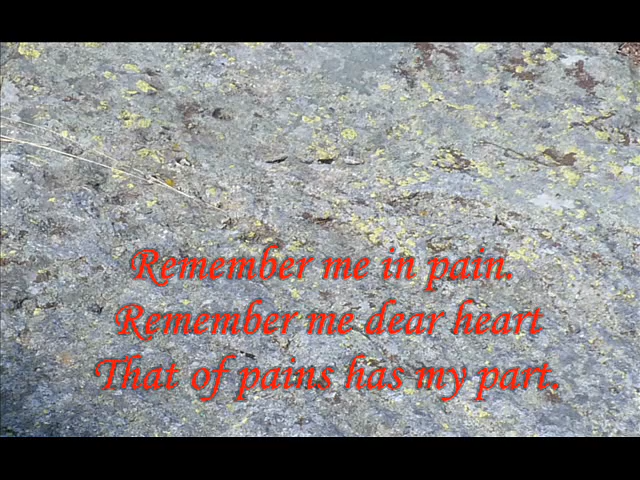 Remember me in pain.
Remember me dear heart
That of pains has my part.